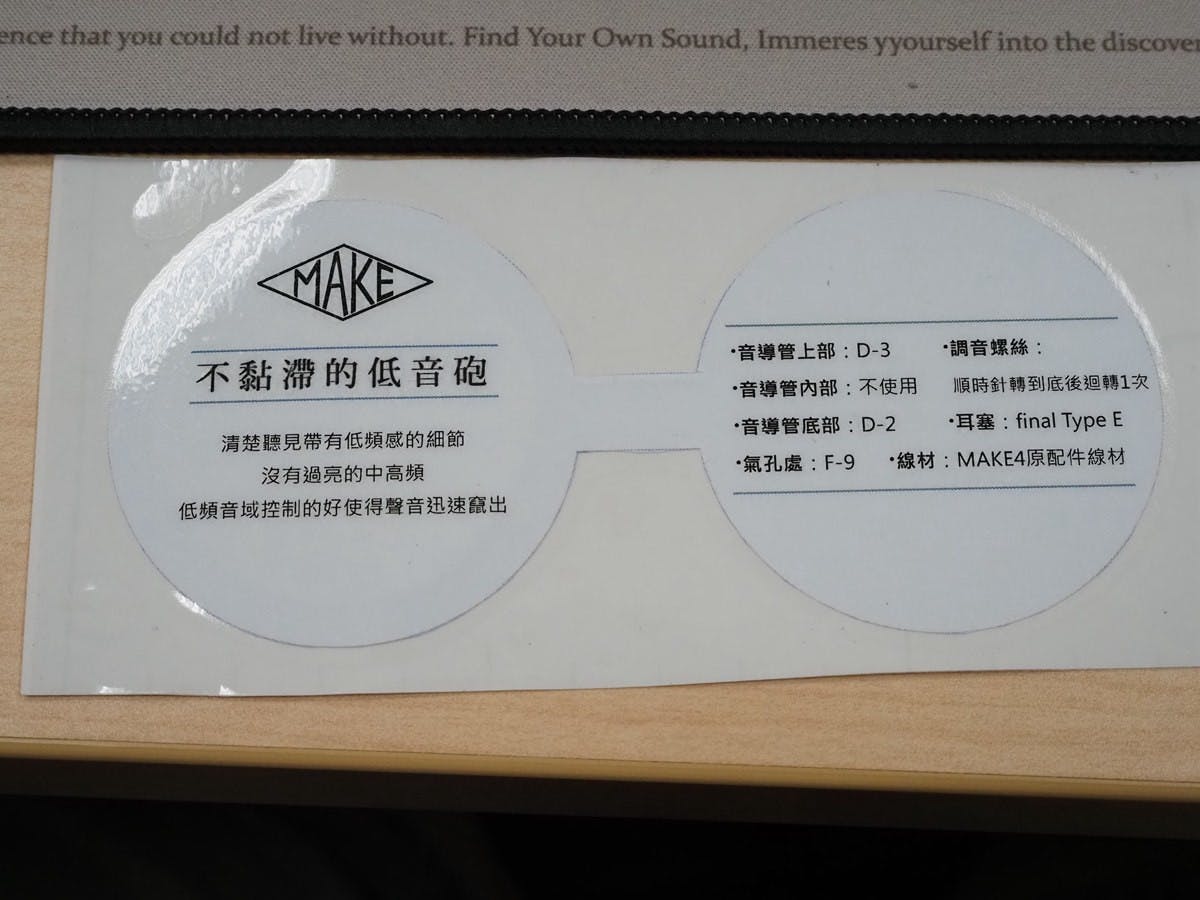 ence that you could not live without. Find Your Own Sound, Immeres yyourself into the discover
MAKE
不黏滯的低音砲
清楚聽見帶有低頻感的細節
沒有過亮的中高頻
低頻音域控制的好使得聲音迅速竄出
·音導管上部：D-3
·音導管內部：不使用
·音導管底部：D-2
·氣孔處：F-9
·調音螺絲：
順時針轉到底後迴轉1次
·耳塞：final Type E
·線材：MAKE4原配件線材